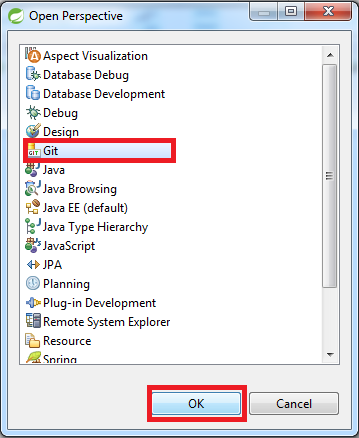 Open Perspective
Aspect Visualization
Database Debug
Database Development
Debug
Design
GIT Git
Java
Java Browsing
Java EE (default)
Java Type Hierarchy
JavaScript
JPA
Planning
Plug-in Development
Remote System Explorer
Resource
Spring
OK Cancel